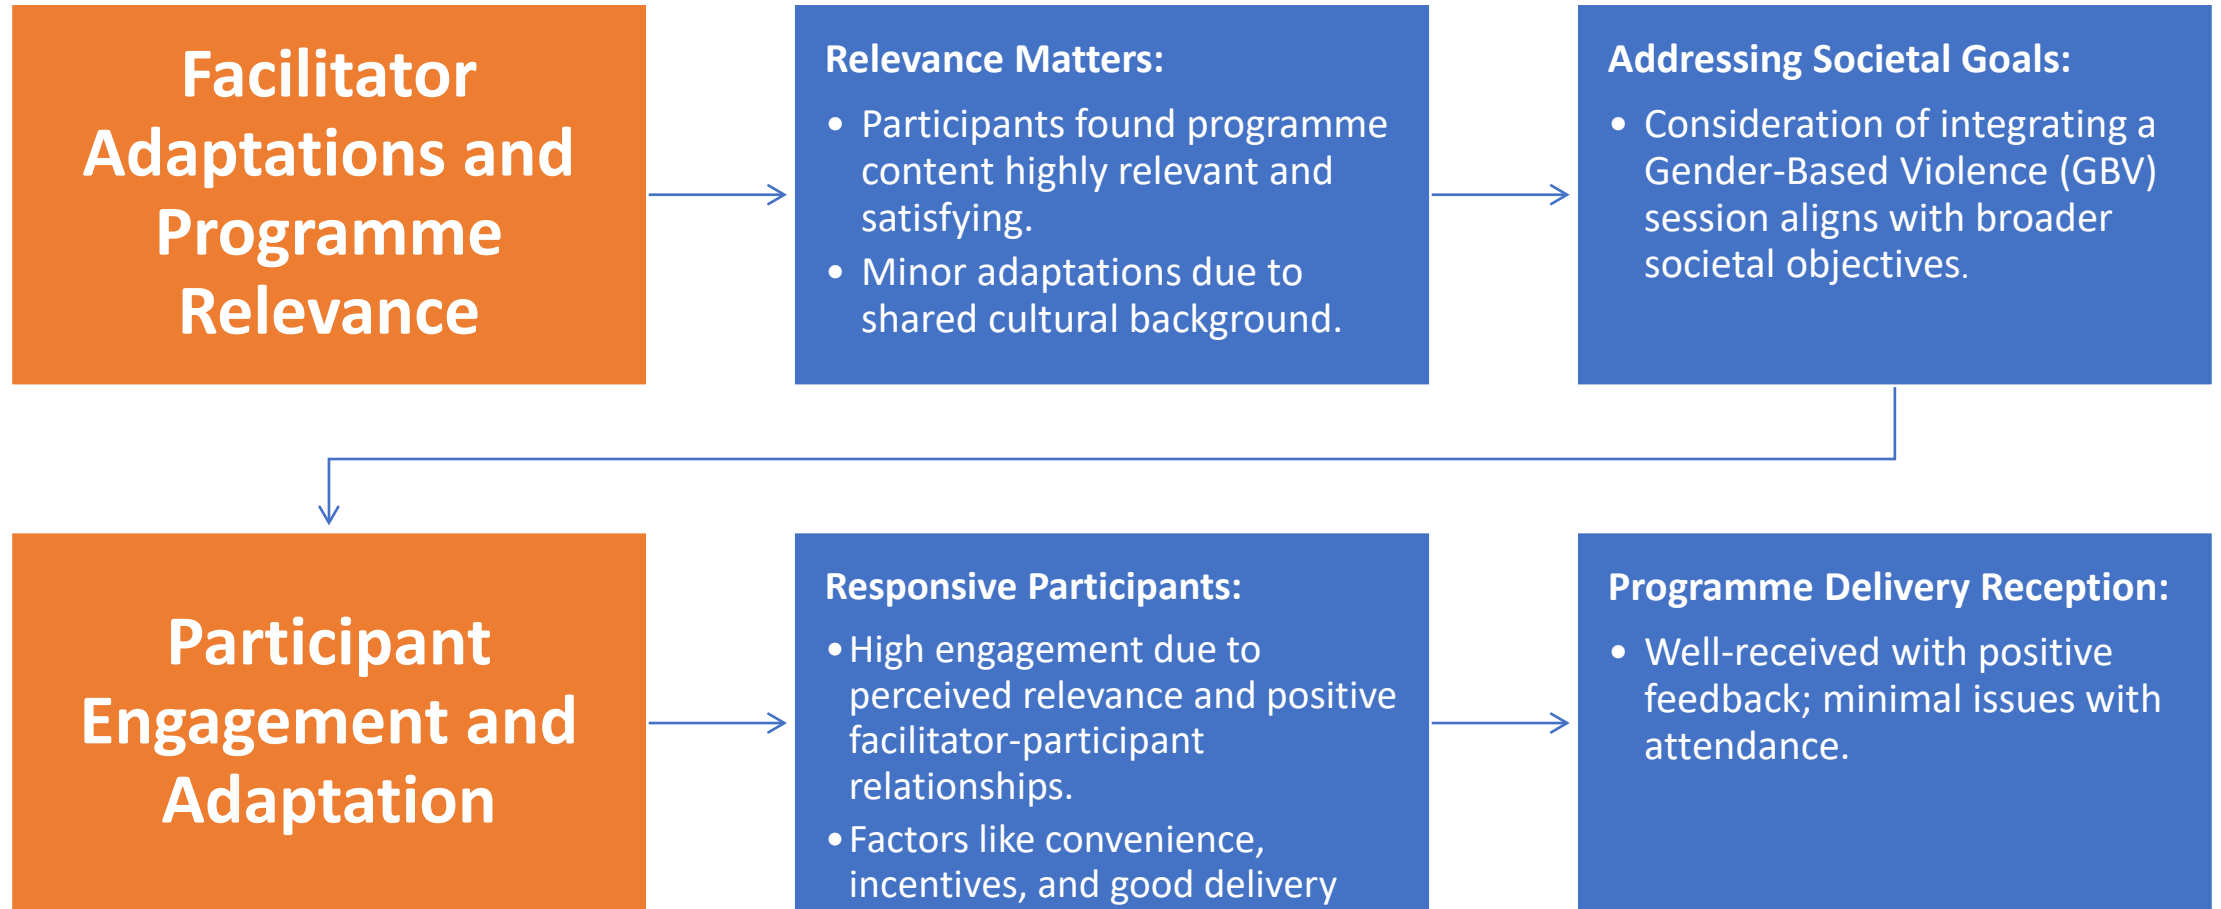 Facilitator
Adaptations and
Programme
Relevance
Relevance Matters:
• Participants found programme
content highly relevant and
satisfying.
• Minor adaptations due to
shared cultural background.
Addressing Societal Goals:
• Consideration of integrating a
Gender-Based Violence (GBV)
session aligns with broader
societal objectives.
Participant
Engagement and
Adaptation
Responsive Participants:
• High engagement due to
perceived relevance and positive
facilitator-participant
relationships.
• Factors like convenience,
incentives, and good delivery
Programme Delivery Reception:
• Well-received with positive
feedback; minimal issues with
attendance.